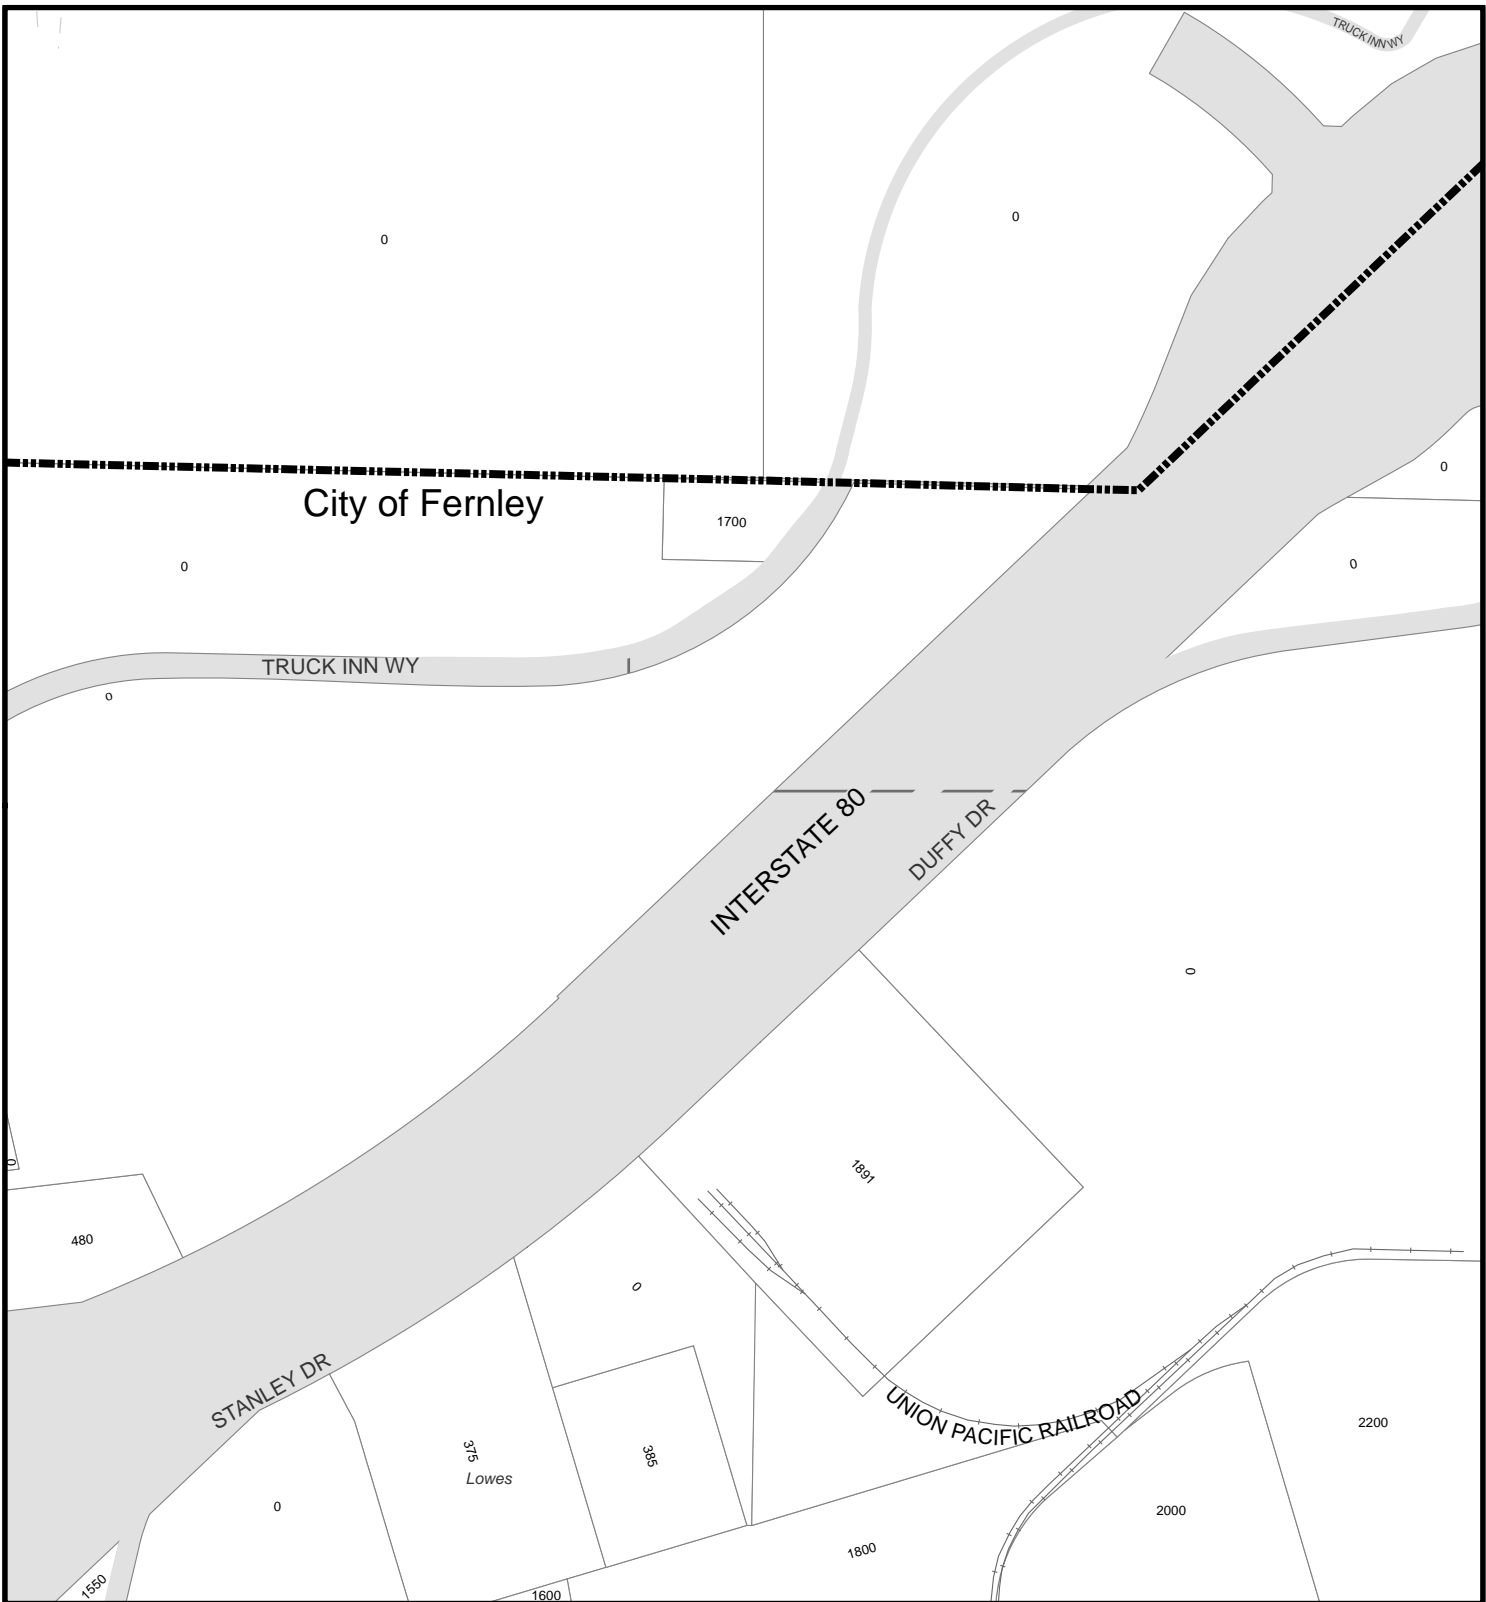 TRUCK INN WY
0
0
City of Fernley
0
1700
0
0
TRUCK INN WY
0
INTERSTATE 80
DUFFY DR
0
0
1891
480
0
STANLEY DR
UNION PACIFIC RAILROAD
375
Lowes
385
2200
0
2000
1800
1550
1600